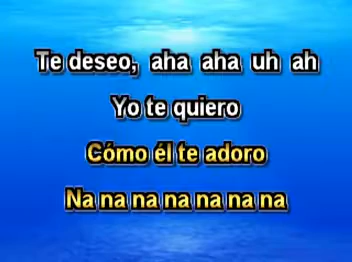 Te deseo, aha aha uh ah
Yo te quiero
Cómo él te adoro
Na na na na na na na